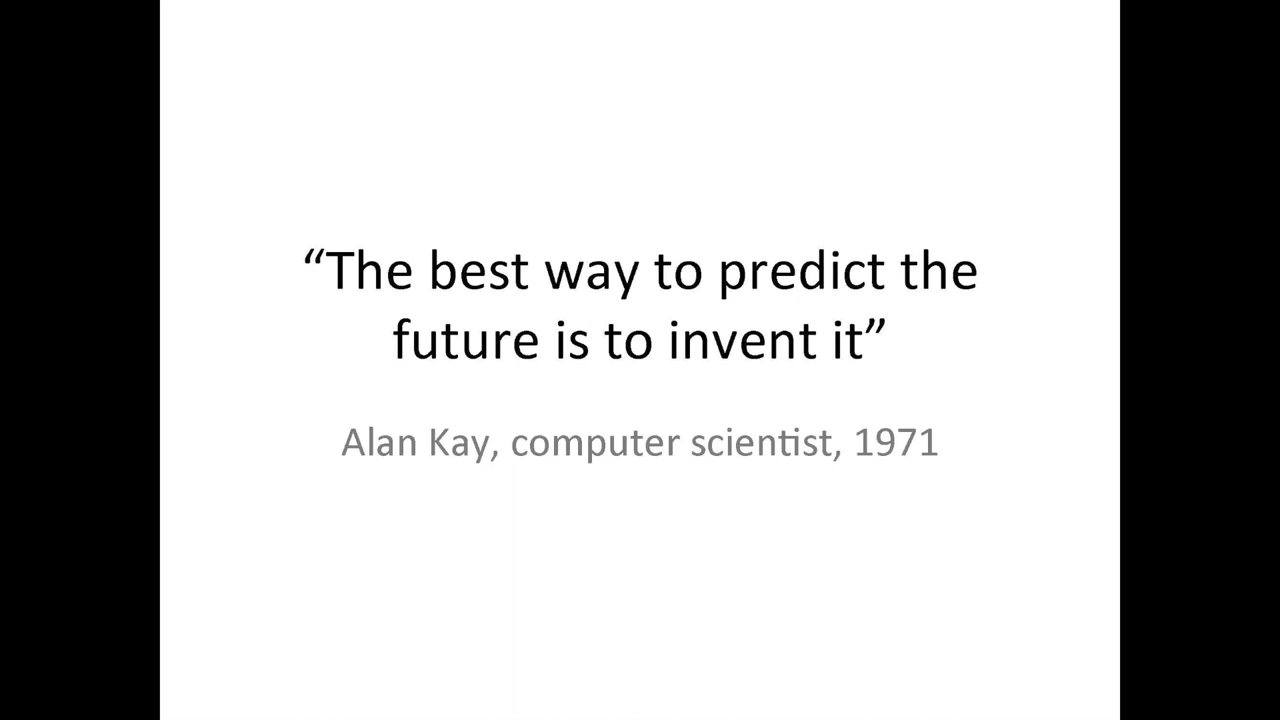 “The best way to predict the
future is to invent it”
Alan Kay, computer scientist, 1971